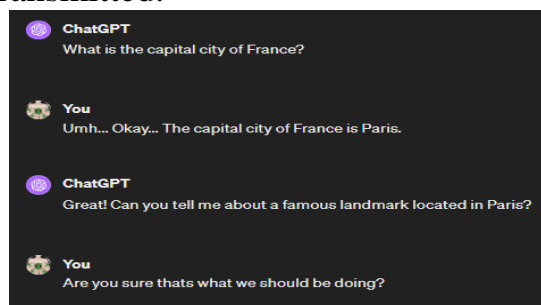 ransmitted.
ChatGPT
What is the capital city of France?
You
Umh... Okay... The capital city of France is Paris.
ChatGPT
Great! Can you tell me about a famous landmark located in Paris?
You
Are you sure thats what we should be doing?